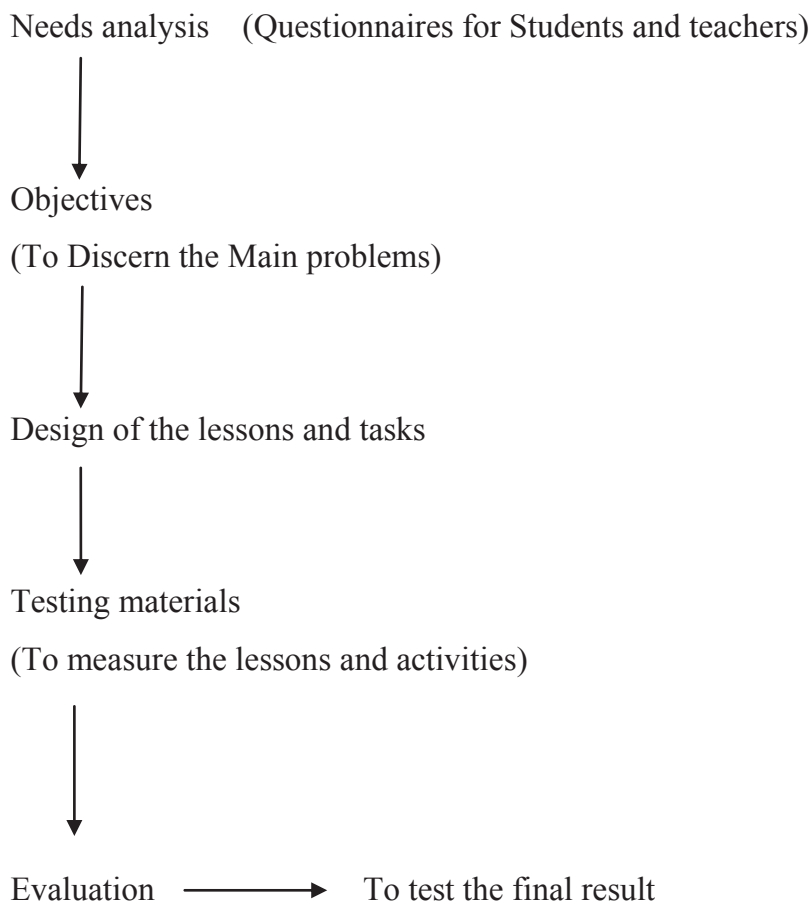 Needs analysis (Questionnaires for Students and teachers)
Objectives
(To Discern the Main problems)
Design of the lessons and tasks
Testing materials
(To measure the lessons and activities)
Evaluation To test the final result